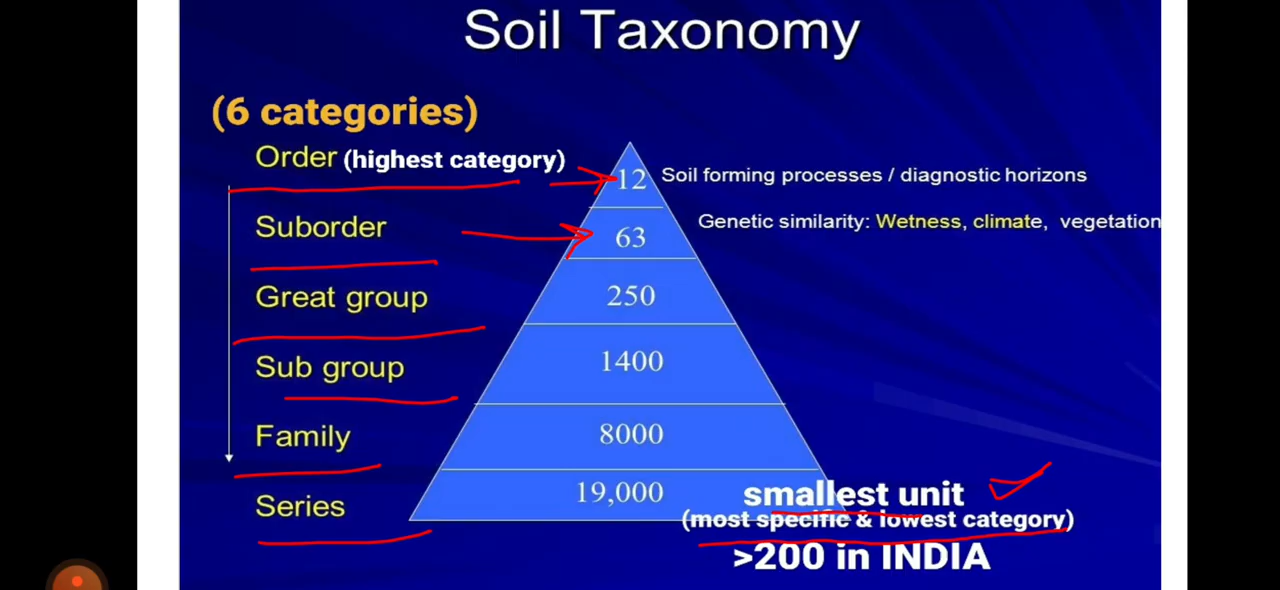 Soil Taxonomy
(6 categories)
Order (highest category)
12 Soil forming processes / diagnostic horizons
Suborder
63
Genetic similarity: Wetness, climate, vegetation
Great group
250
Sub group
1400
Family
8000
Series
19,000
smallest unit
(most specific & lowest category)
>200 in INDIA